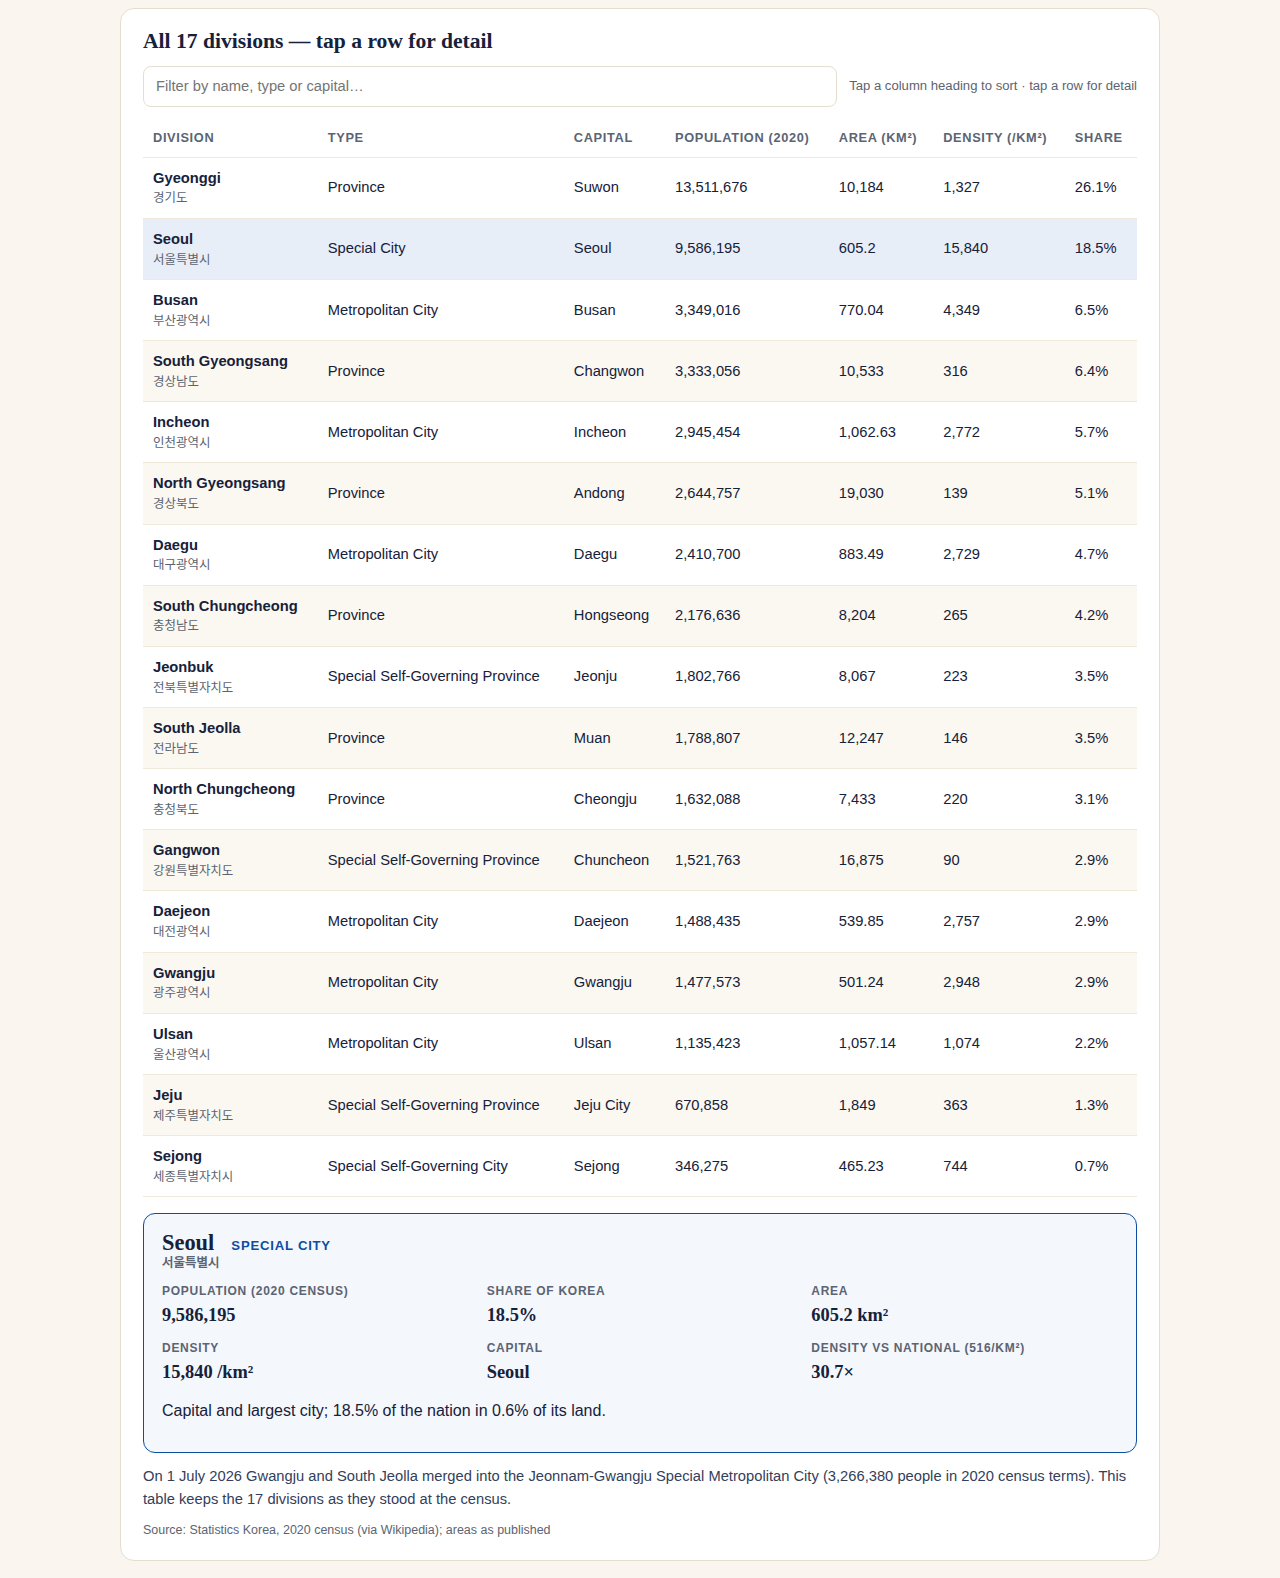 All 17 divisions — tap a row for detail
Filter by name, type or capital…
Tap a column heading to sort · tap a row for detail
DIVISION TYPE CAPITAL POPULATION (2020) AREA (KM²) DENSITY (/KM²) SHARE
Gyeonggi
경기도
Province Suwon 13,511,676 10,184 1,327 26.1%
Seoul
서울특별시
Special City Seoul 9,586,195 605.2 15,840 18.5%
Busan
부산광역시
Metropolitan City Busan 3,349,016 770.04 4,349 6.5%
South Gyeongsang
경상남도
Province Changwon 3,333,056 10,533 316 6.4%
Incheon
인천광역시
Metropolitan City Incheon 2,945,454 1,062.63 2,772 5.7%
North Gyeongsang
경상북도
Province Andong 2,644,757 19,030 139 5.1%
Daegu
대구광역시
Metropolitan City Daegu 2,410,700 883.49 2,729 4.7%
South Chungcheong
충청남도
Province Hongseong 2,176,636 8,204 265 4.2%
Jeonbuk
전북특별자치도
Special Self-Governing Province Jeonju 1,802,766 8,067 223 3.5%
South Jeolla
전라남도
Province Muan 1,788,807 12,247 146 3.5%
North Chungcheong
충청북도
Province Cheongju 1,632,088 7,433 220 3.1%
Gangwon
강원특별자치도
Special Self-Governing Province Chuncheon 1,521,763 16,875 90 2.9%
Daejeon
대전광역시
Metropolitan City Daejeon 1,488,435 539.85 2,757 2.9%
Gwangju
광주광역시
Metropolitan City Gwangju 1,477,573 501.24 2,948 2.9%
Ulsan
울산광역시
Metropolitan City Ulsan 1,135,423 1,057.14 1,074 2.2%
Jeju
제주특별자치도
Special Self-Governing Province Jeju City 670,858 1,849 363 1.3%
Sejong
세종특별자치시
Special Self-Governing City Sejong 346,275 465.23 744 0.7%
Seoul SPECIAL CITY
서울특별시
POPULATION (2020 CENSUS) SHARE OF KOREA AREA
9,586,195 18.5% 605.2 km²
DENSITY CAPITAL DENSITY VS NATIONAL (516/KM²)
15,840 /km² Seoul 30.7×
Capital and largest city; 18.5% of the nation in 0.6% of its land.
On 1 July 2026 Gwangju and South Jeolla merged into the Jeonnam-Gwangju Special Metropolitan City (3,266,380 people in 2020 census terms). This
table keeps the 17 divisions as they stood at the census.
Source: Statistics Korea, 2020 census (via Wikipedia); areas as published